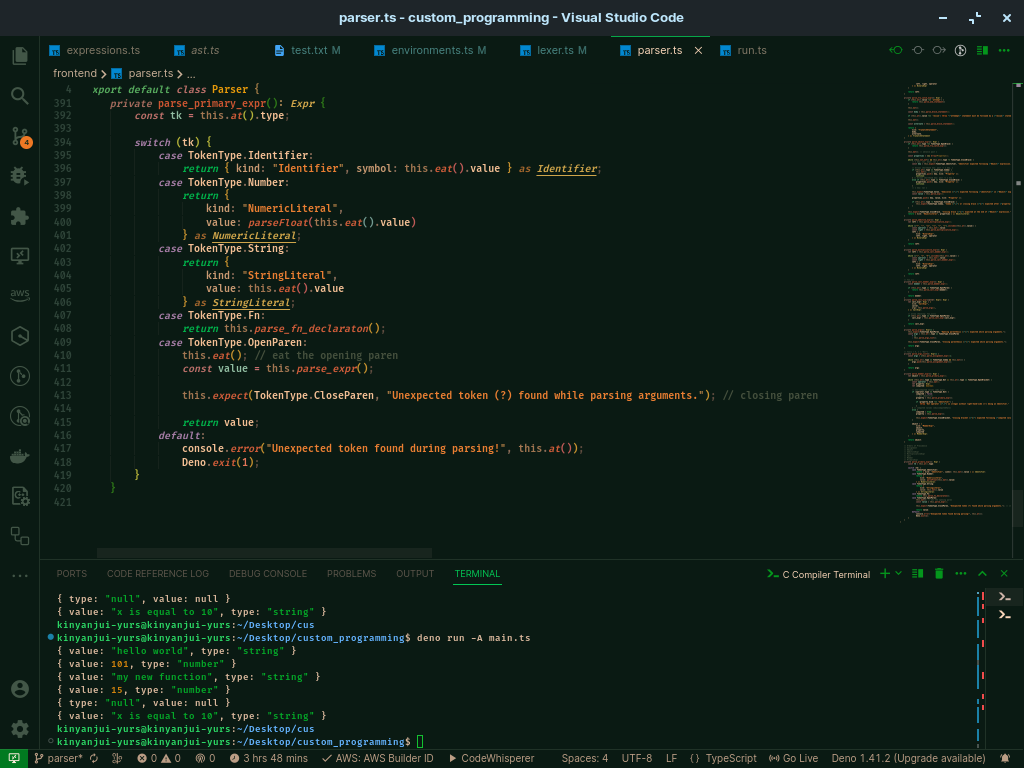 parser.ts - custom_programming - Visual Studio Code
expressions.ts
ast.ts
test.txt M
environments.ts M
lexer.ts M
parser.ts
run.ts
frontend > parser.ts > ...
4 xport default class Parser {
391 private parse_primary_expr(): Expr {
392 const tk = this.at().type;
393
394 switch (tk) {
395 case TokenType.Identifier:
396 return { kind: "Identifier", symbol: this.eat().value } as Identifier;
397 case TokenType.Number:
398 return {
399 kind: "NumericLiteral",
400 value: parseFloat(this.eat().value)
401 } as NumericLiteral;
402 case TokenType.String:
403 return {
404 kind: "StringLiteral",
405 value: this.eat().value
406 } as StringLiteral;
407 case TokenType.Fn:
408 return this.parse_fn_declaraton();
409 case TokenType.OpenParen:
410 this.eat(); // eat the opening paren
411 const value = this.parse_expr();
412
413 this.expect(TokenType.CloseParen, "Unexpected token (?) found while parsing arguments."); // closing paren
414
415 return value;
416 default:
417 console.error("Unexpected token found during parsing!", this.at());
418 Deno.exit(1);
419 }
420 }
421
4
aws
PORTS CODE REFERENCE LOG DEBUG CONSOLE PROBLEMS OUTPUT TERMINAL
C Compiler Terminal
{ type: "null", value: null }
{ value: "x is equal to 10", type: "string" }
kinyanjui-yurs@kinyanjui-yurs:~/Desktop/cus
kinyanjui-yurs@kinyanjui-yurs:~/Desktop/custom_programming$ deno run -A main.ts
{ value: "hello world", type: "string" }
{ value: 101, type: "number" }
{ value: "my new function", type: "string" }
{ value: 15, type: "number" }
{ type: "null", value: null }
{ value: "x is equal to 10", type: "string" }
kinyanjui-yurs@kinyanjui-yurs:~/Desktop/cus
kinyanjui-yurs@kinyanjui-yurs:~/Desktop/custom_programming$
parser* 0 0 0 3 hrs 48 mins AWS: AWS Builder ID CodeWhisperer Spaces: 4 UTF-8 LF { } TypeScript Go Live Deno 1.41.2 (Upgrade available)